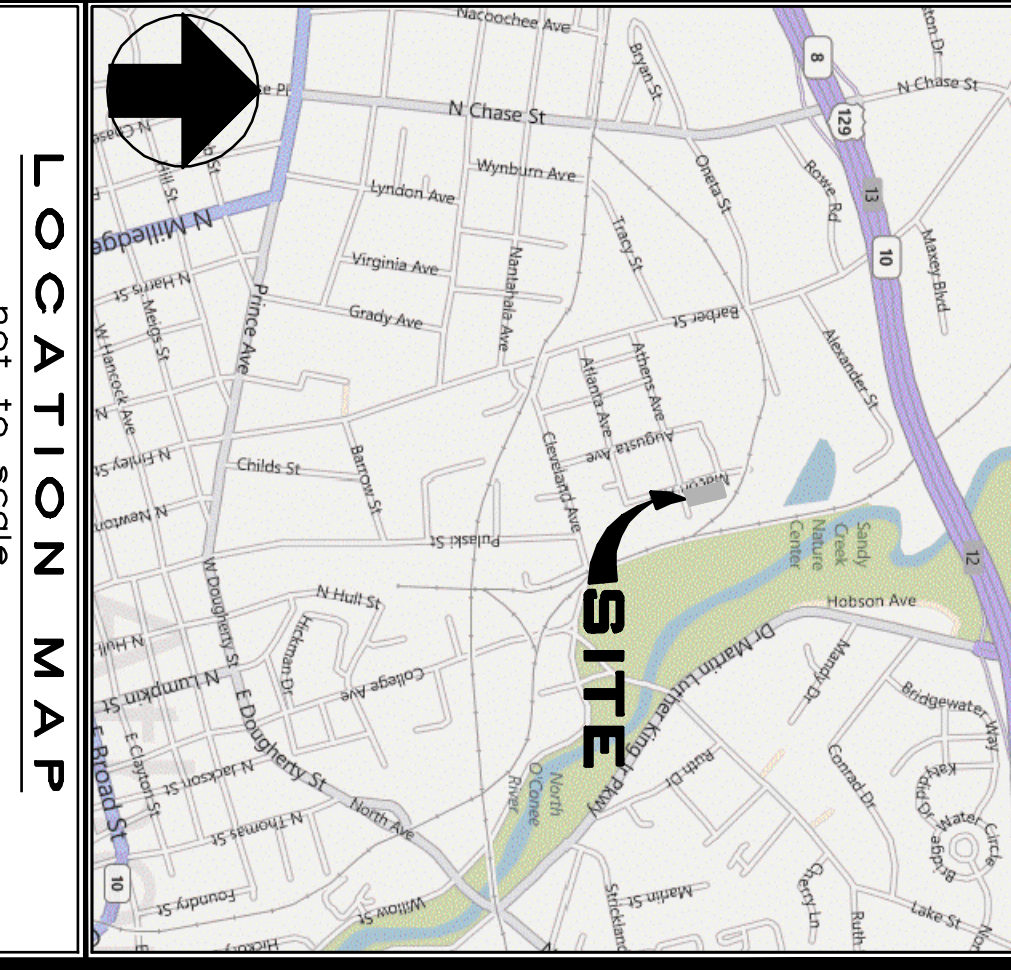 LOCATION MAP
not to scale
SITE
Nacoochee Ave
Bryan St
8
N Chase St
N Chase St
129
13
10
Wynburn Ave
Lyndon Ave
Oneta St
Rowe Rd
Tracy St
Maxey Blvd
N Milledge
N Harris St
Meigs St
Virginia Ave
Nantahala Ave
Grady Ave
Prince Ave
Barber St
Alexander St
W Hancock Ave
Athens Ave
Atlanta Ave
Augusta Ave
Cleveland Ave
N Finley St
Childs St
Barrow St
Macon
N Newton
Pulaski St
Sandy
Creek
Nature
Center
12
W Dougherty St
N Hull St
N Hull
Hickman Dr
Hobson Ave
Dr Martin Luther King Jr Pkwy
Mandy Dr
College Ave
N Lumpkin St
E Dougherty St
Bridgewater Way
E Broad St
E Clayton St
N Jackson St
North Ave
North
O'Conee
River
Ruth Dr
Conrad Dr
Water Circle
Bridge
N Thomas St
10
Foundry St
Willow St
Strickland
Marlin St
Cherry Ln
Ruth
Lake St